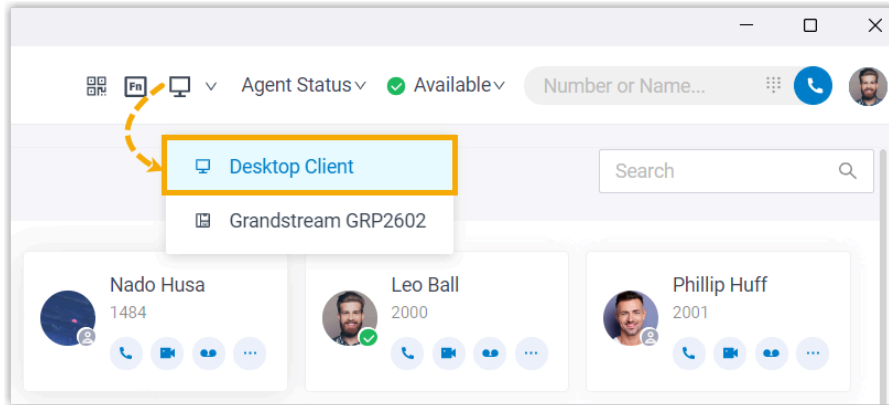 Fn Agent Status Available Number or Name...
Desktop Client
Search
Grandstream GRP2602
Nado Husa
1484
Leo Ball
2000
Phillip Huff
2001